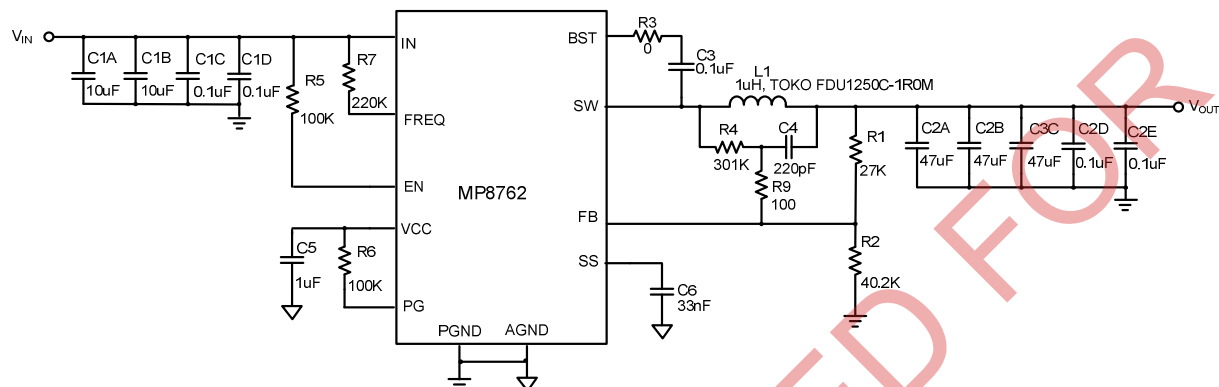 VIN
C1A
10uF
C1B
10uF
C1C
0.1uF
C1D
0.1uF
R5
100K
R7
220K
IN
FREQ
EN
VCC
PG
PGND
AGND
MP8762
BST
SW
FB
SS
C5
1uF
R6
100K
R3
0
C3
0.1uF
L1
1uH, TOKO FDU1250C-1R0M
R4
301K
C4
220pF
R9
100
R1
27K
R2
40.2K
C6
33nF
C2A
47uF
C2B
47uF
C3C
47uF
C2D
0.1uF
C2E
0.1uF
VOUT
ED FOR